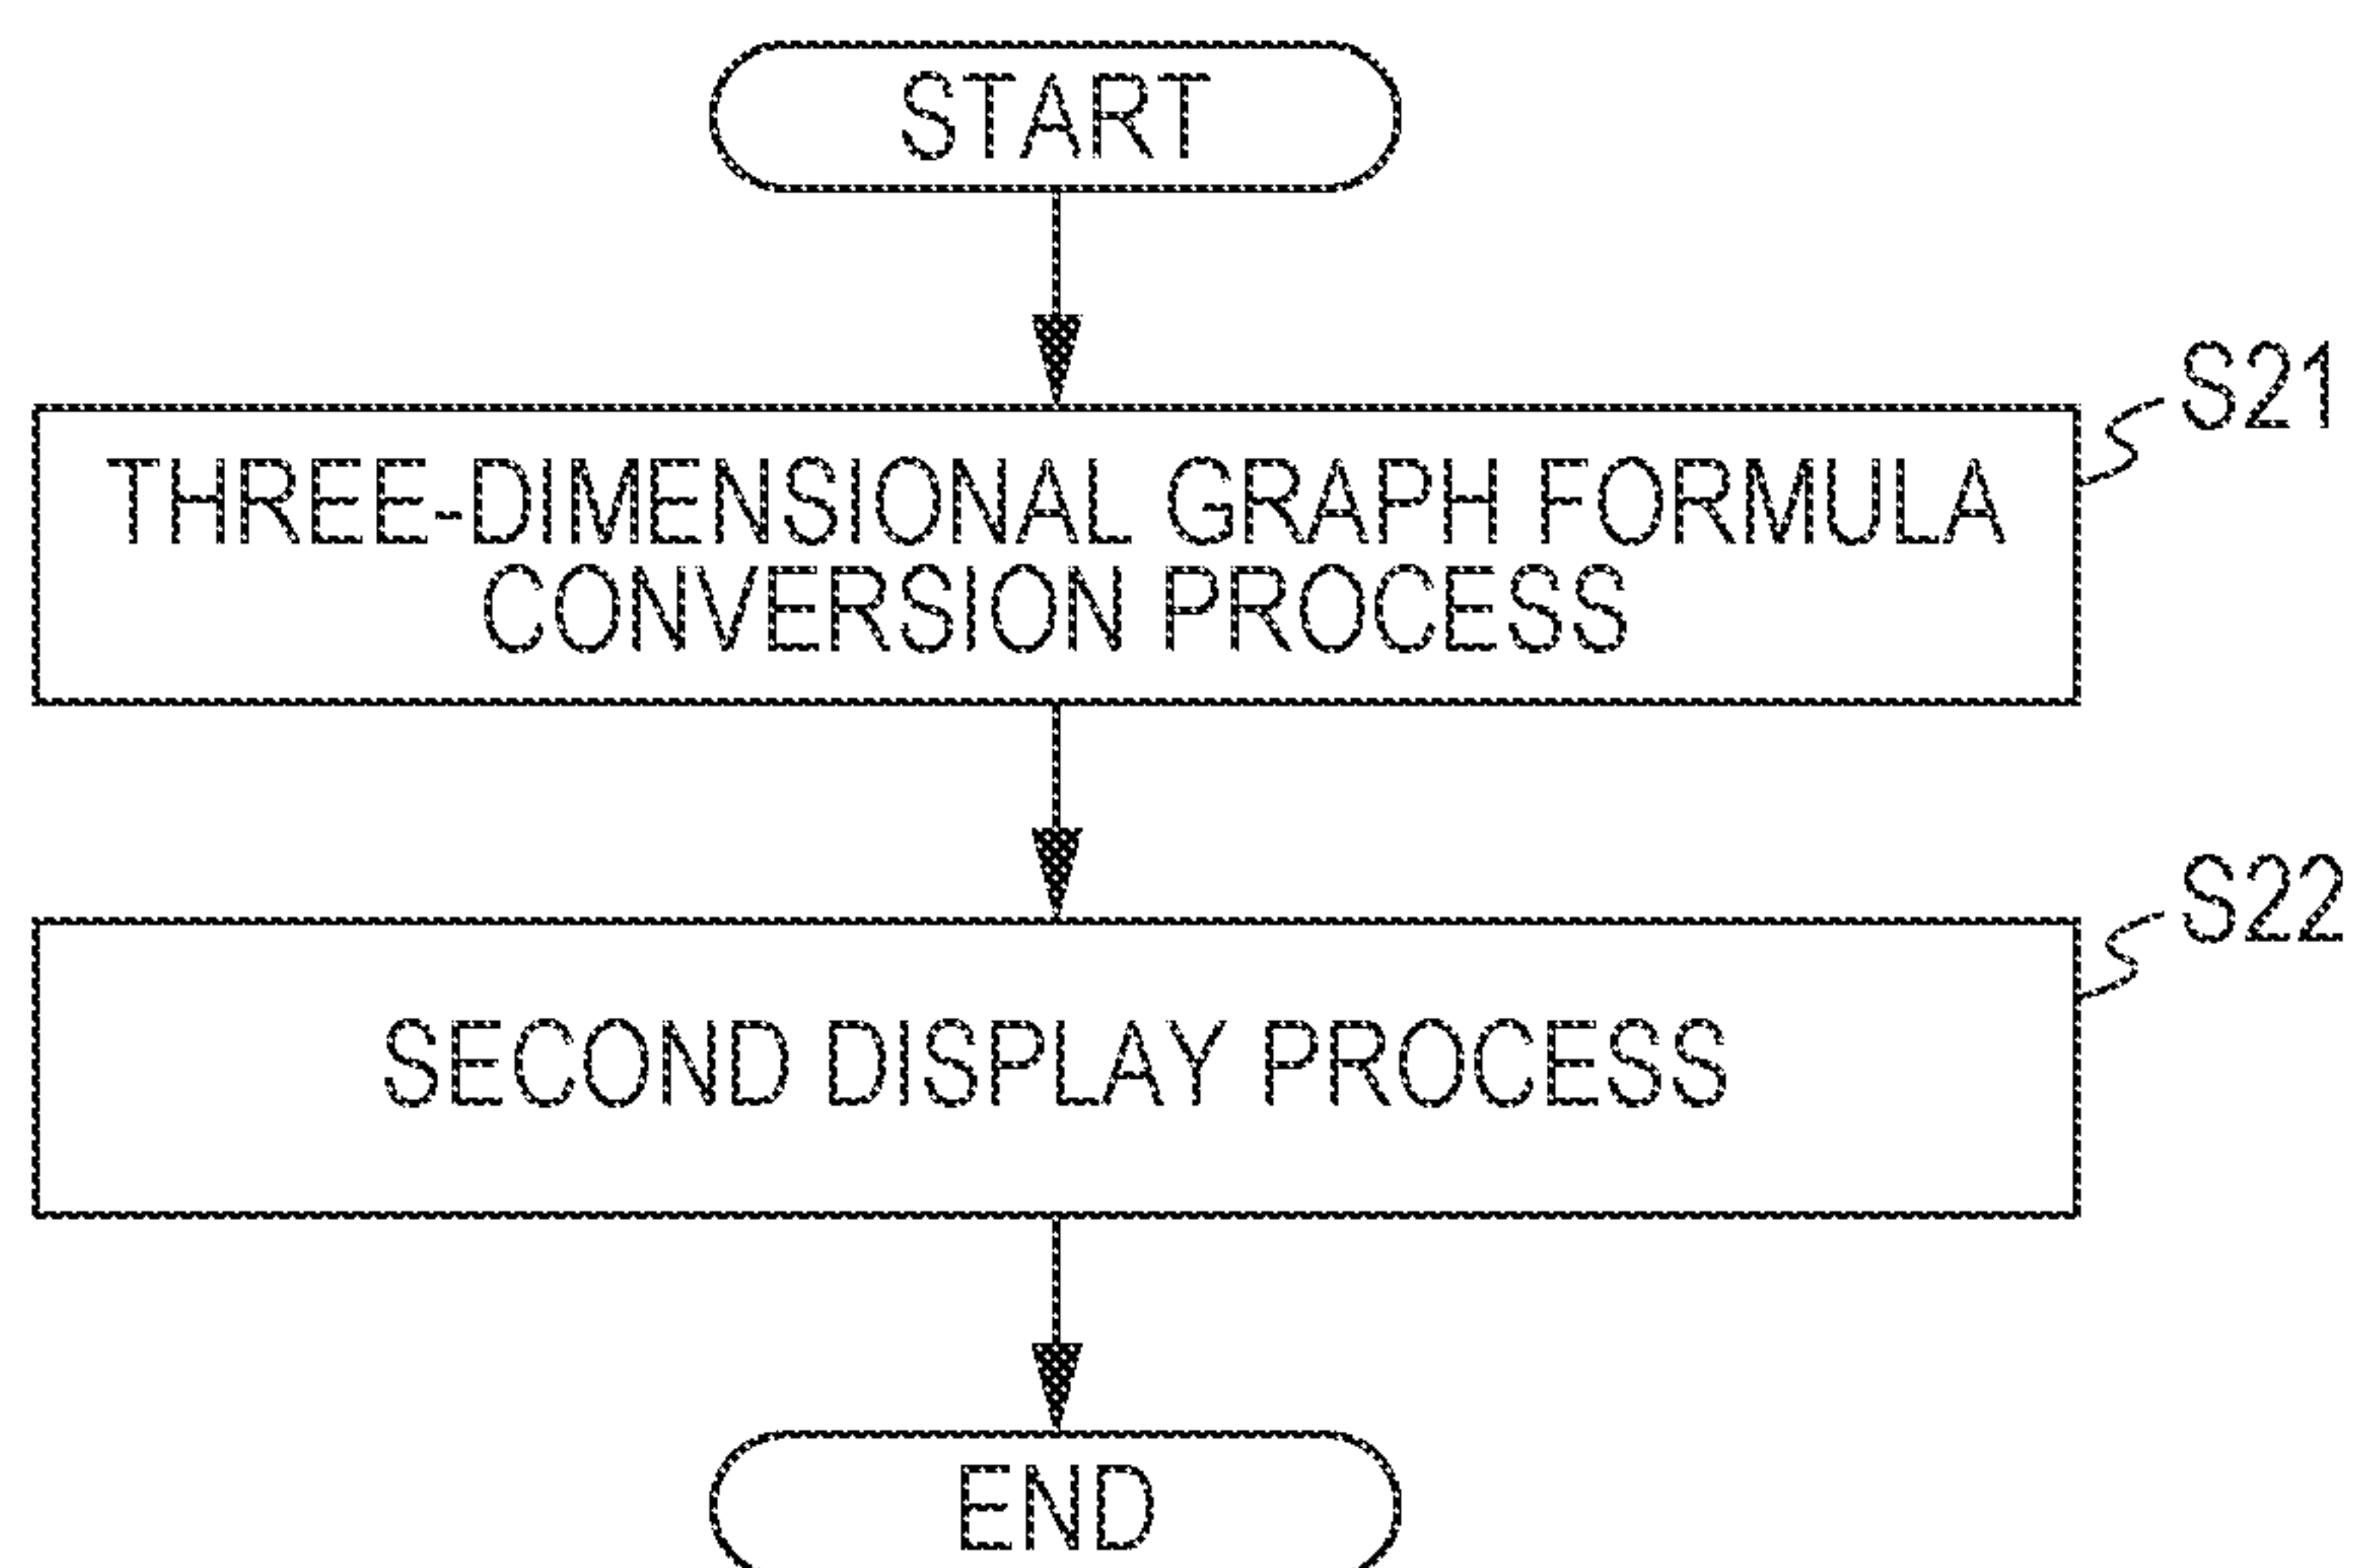 START
S21
THREE-DIMENSIONAL GRAPH FORMULA
CONVERSION PROCESS
S22
SECOND DISPLAY PROCESS
END